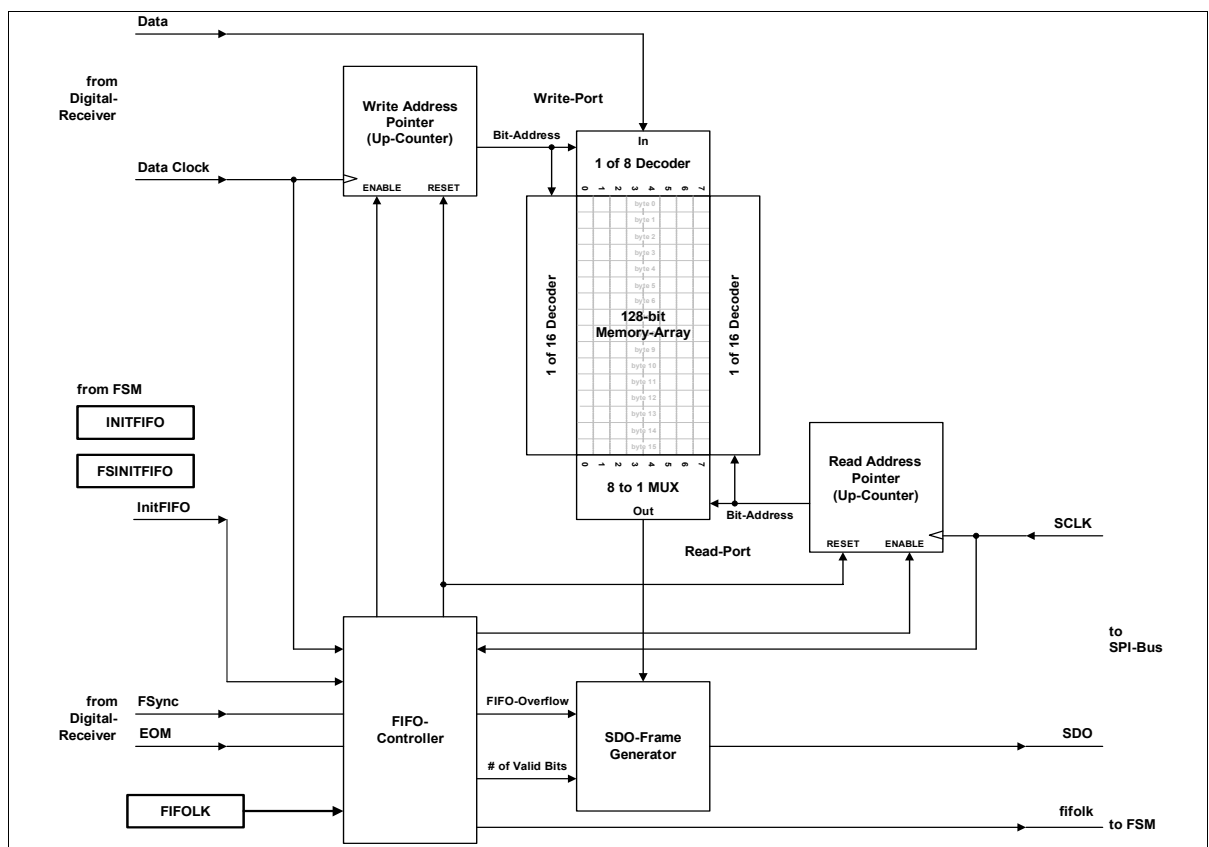 Data
from
Digital-
Receiver
Write Address
Pointer
(Up-Counter)
Write-Port
Bit-Address
In
1 of 8 Decoder
Data Clock
ENABLE RESET
0 1 2 3 4 5 6 7
byte 0
byte 1
byte 2
byte 3
byte 4
byte 5
byte 6
128-bit
Memory-Array
byte 9
byte 10
byte 11
byte 12
byte 13
byte 14
byte 15
1 of 16 Decoder
1 of 16 Decoder
0 1 2 3 4 5 6 7
8 to 1 MUX
Out
Bit-Address
Read-Port
Read Address
Pointer
(Up-Counter)
RESET ENABLE
SCLK
from FSM
INITFIFO
FSINITFIFO
InitFIFO
to
SPI-Bus
from
Digital-
Receiver
FSync
EOM
FIFO-
Controller
FIFO-Overflow
# of Valid Bits
SDO-Frame
Generator
SDO
FIFOLK
fifolk
to FSM